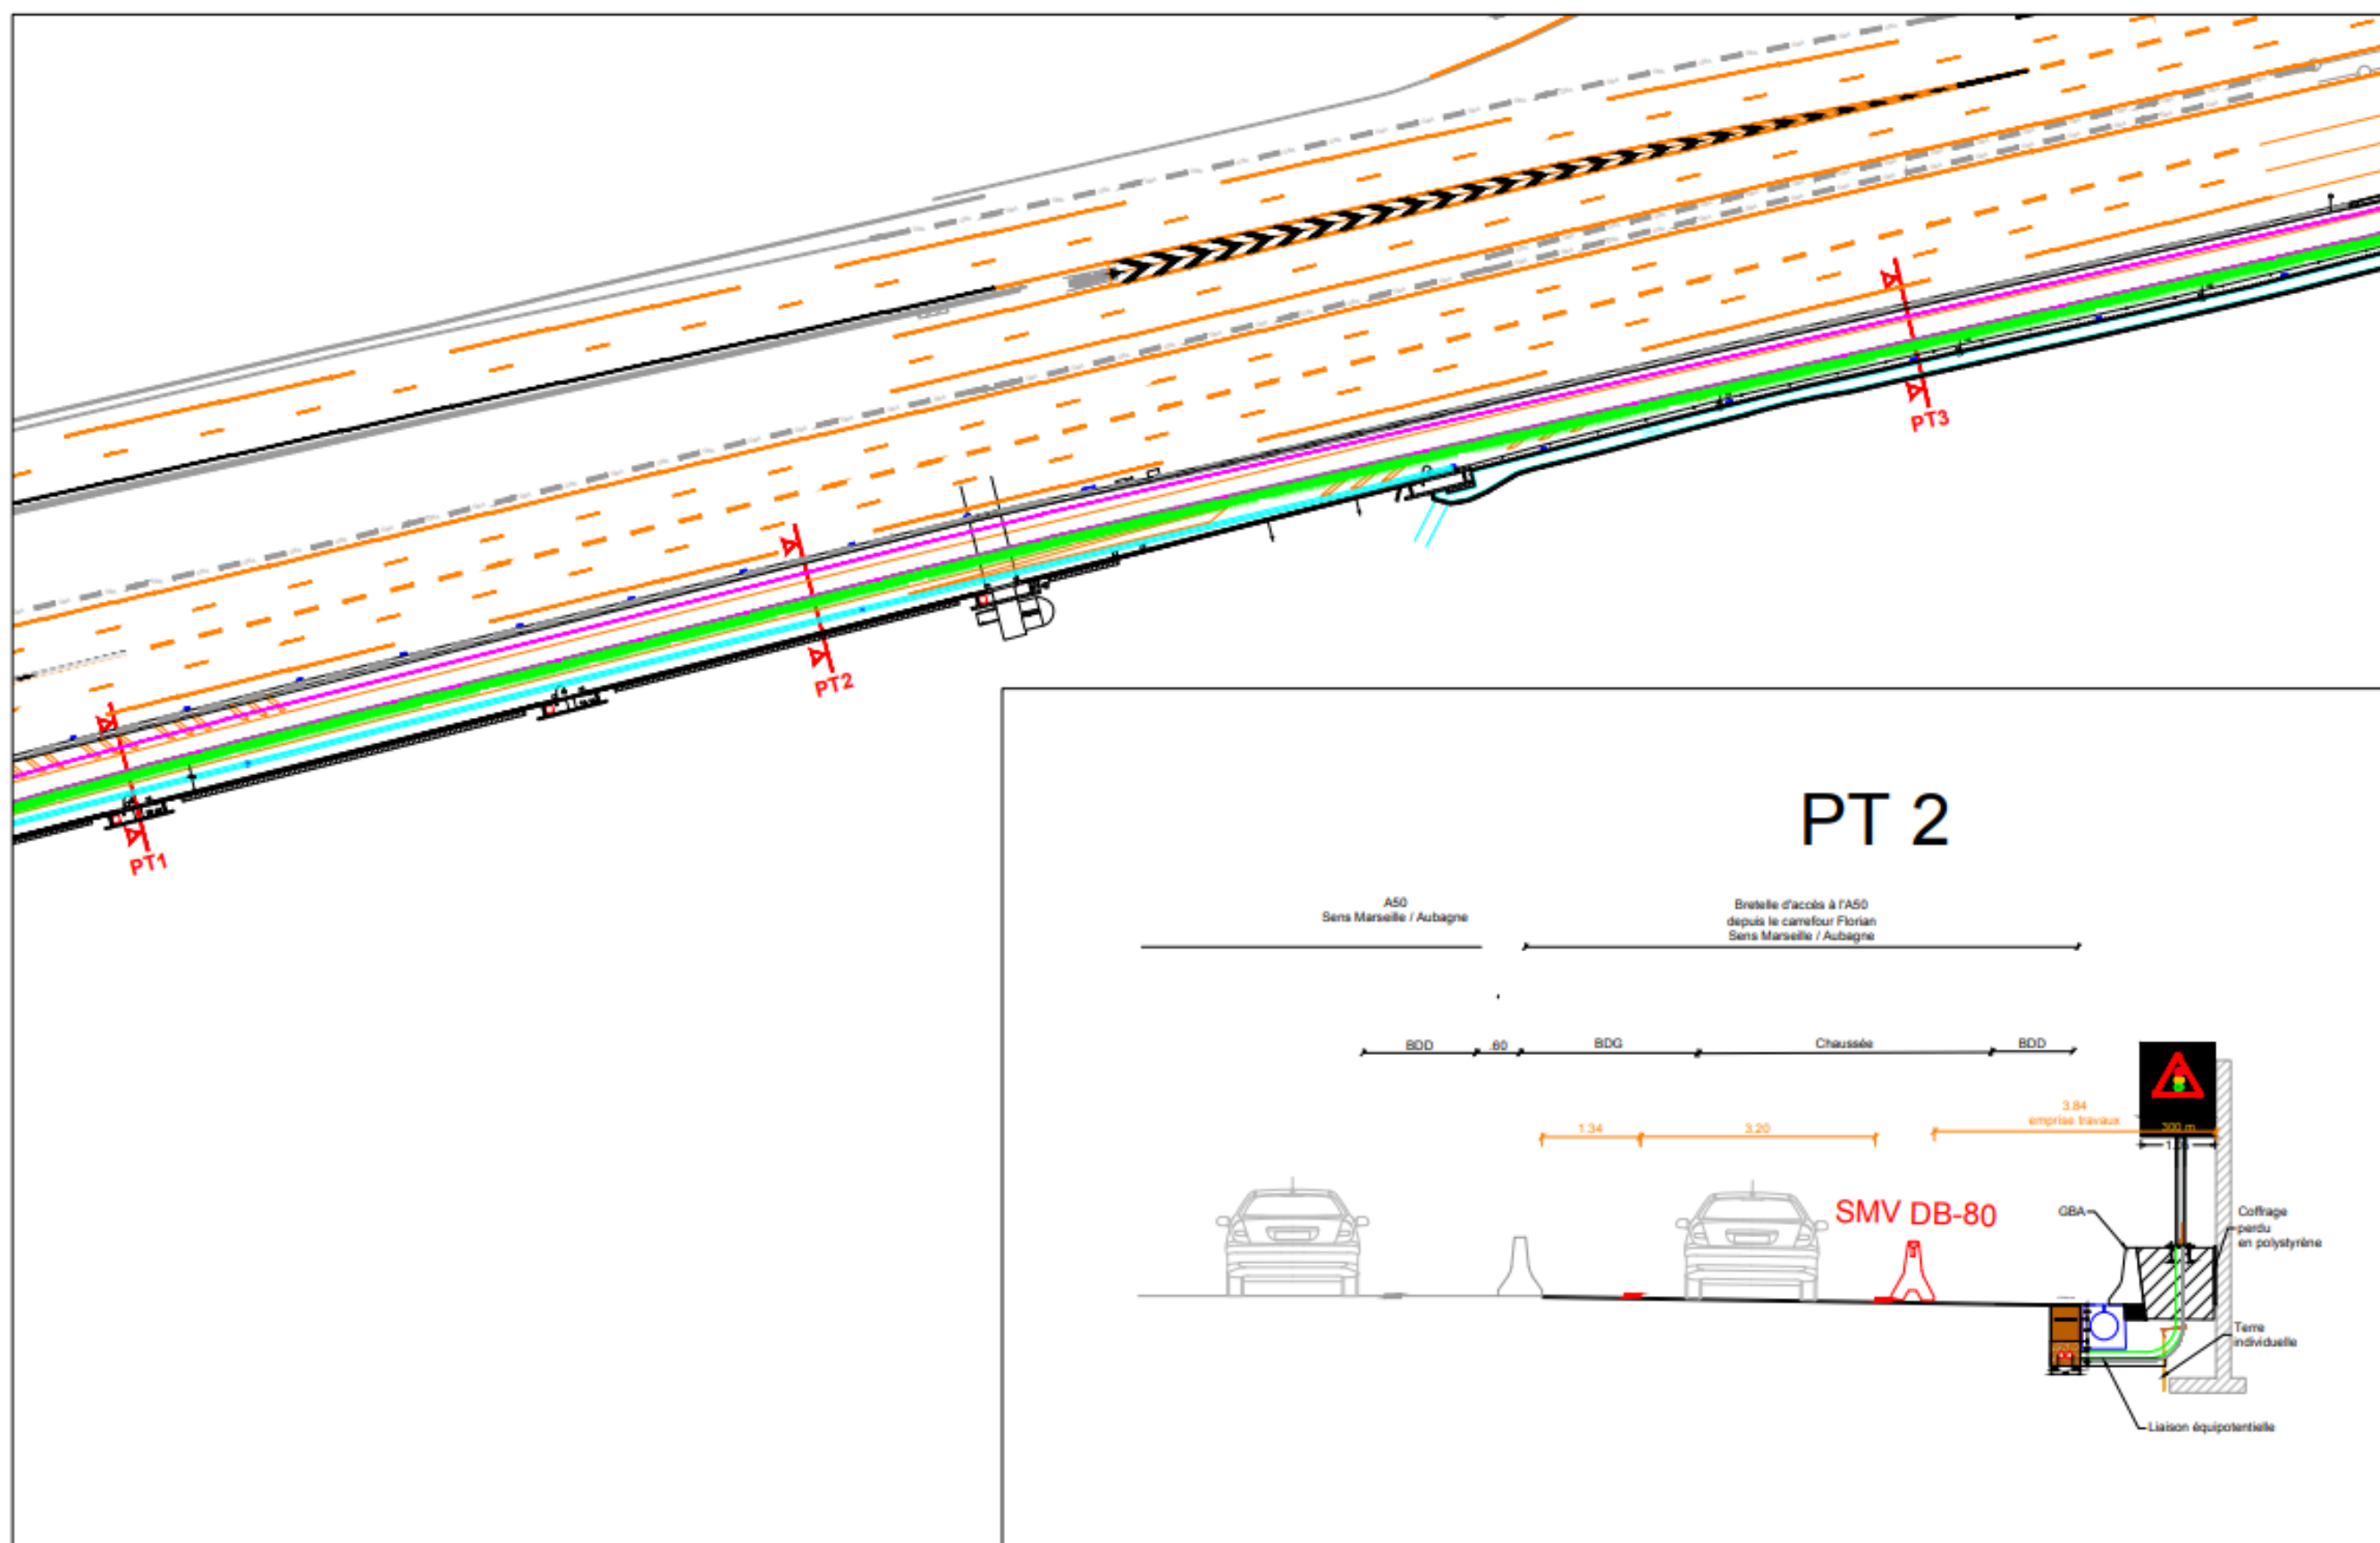 PT3
PT2
PT1
PT 2
A50
Sens Marseille / Aubagne
Bretelle d'accès à l'A50
depuis le carrefour Florian
Sens Marseille / Aubagne
BDD
.60
BDG
Chaussée
BDD
3.84
emprise travaux
1.34
3.20
300 m
SMV DB-80
GBA
Coffrage
perdu
en polystyrène
Terre
individuelle
Liaison équipotentielle